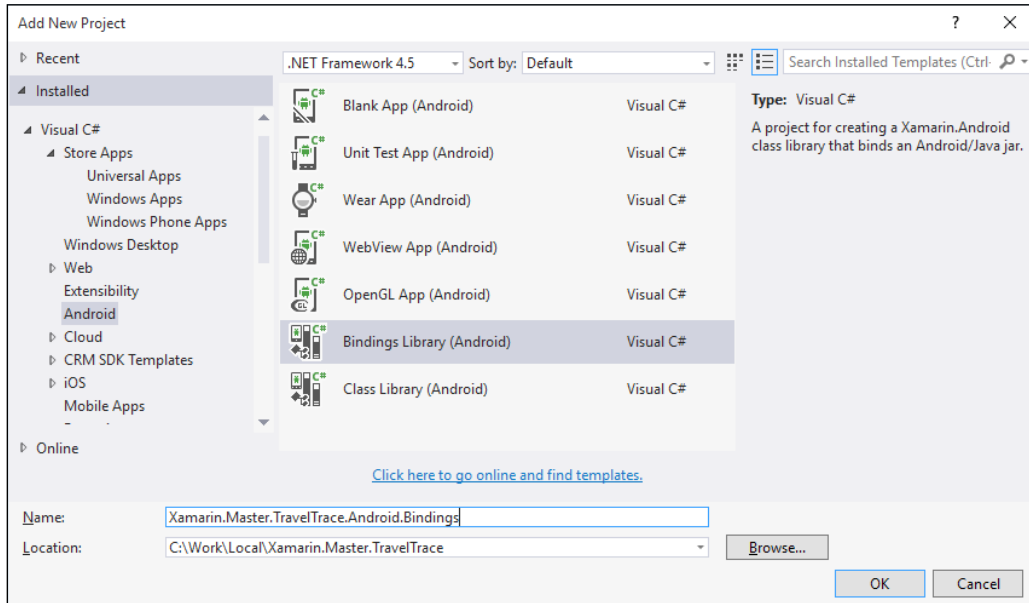 Add New Project
? ×
Recent
Installed
Visual C#
Store Apps
Universal Apps
Windows Apps
Windows Phone Apps
Windows Desktop
Web
Extensibility
Android
Cloud
CRM SDK Templates
iOS
Mobile Apps
Online
.NET Framework 4.5 Sort by: Default
Search Installed Templates (Ctrl-
Blank App (Android) Visual C#
Unit Test App (Android) Visual C#
Wear App (Android) Visual C#
WebView App (Android) Visual C#
OpenGL App (Android) Visual C#
Bindings Library (Android) Visual C#
Class Library (Android) Visual C#
Click here to go online and find templates.
Type: Visual C#
A project for creating a Xamarin.Android
class library that binds an Android/Java jar.
Name: Xamarin.Master.TravelTrace.Android.Bindings
Location: C:\Work\Local\Xamarin.Master.TravelTrace Browse...
OK Cancel